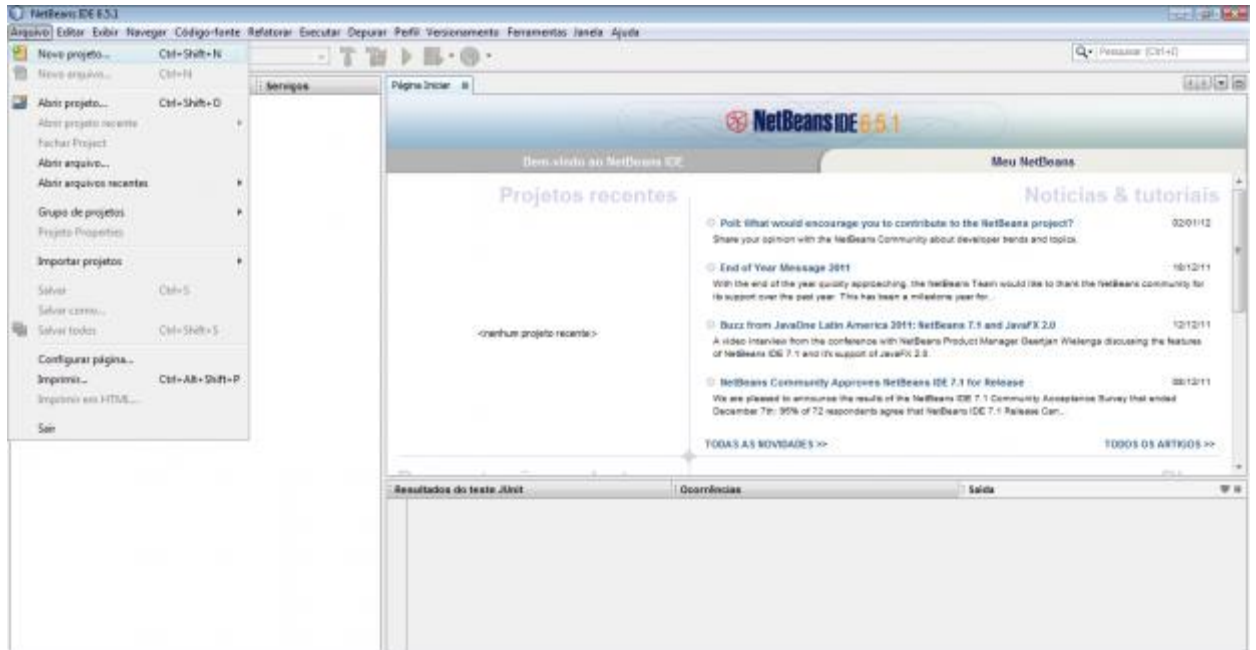 NetBeans IDE 6.5.1
Arquivo Editar Exibir Navegar Código-fonte Refatorar Executar Depurar Perfil Versionamento Ferramentas Janela Ajuda
Novo projeto... Ctrl+Shift+N
Novo arquivo... Ctrl+N
Abrir projeto... Ctrl+Shift+O
Abrir projeto recente
Fechar Project
Abrir arquivo...
Abrir arquivos recentes
Grupo de projetos
Projeto Properties
Importar projetos
Salvar Ctrl+S
Salvar como...
Salvar todos Ctrl+Shift+S
Configurar página...
Imprimir... Ctrl+Alt+Shift+P
Imprimir em HTML...
Sair
Pesquisar (Ctrl+I)
Serviços
Página Iniciar
NetBeans IDE 6.5.1
Bem-vindo ao NetBeans IDE
Meu NetBeans
Projetos recentes
<nenhum projeto recente>
Notícias & tutoriais
Poll: What would encourage you to contribute to the NetBeans project? 02/01/12
Share your opinion with the NetBeans Community about developer trends and topics.
End of Year Message 2011 16/12/11
With the end of the year quickly approaching, the NetBeans Team would like to thank the NetBeans community for
its support over the past year. This has been a milestone year for...
Buzz from JavaOne Latin America 2011: NetBeans 7.1 and JavaFX 2.0 12/12/11
A video interview from the conference with NetBeans Product Manager Geertjan Wielenga discussing the features
of NetBeans IDE 7.1 and it's support of JavaFX 2.0.
NetBeans Community Approves NetBeans IDE 7.1 for Release 08/12/11
We are pleased to announce the results of the NetBeans IDE 7.1 Community Acceptance Survey that ended
December 7th: 95% of 72 respondents agree that NetBeans IDE 7.1 Release Can...
TODAS AS NOVIDADES >> TODOS OS ARTIGOS >>
Resultados do teste JUnit
Ocorrências
Saída